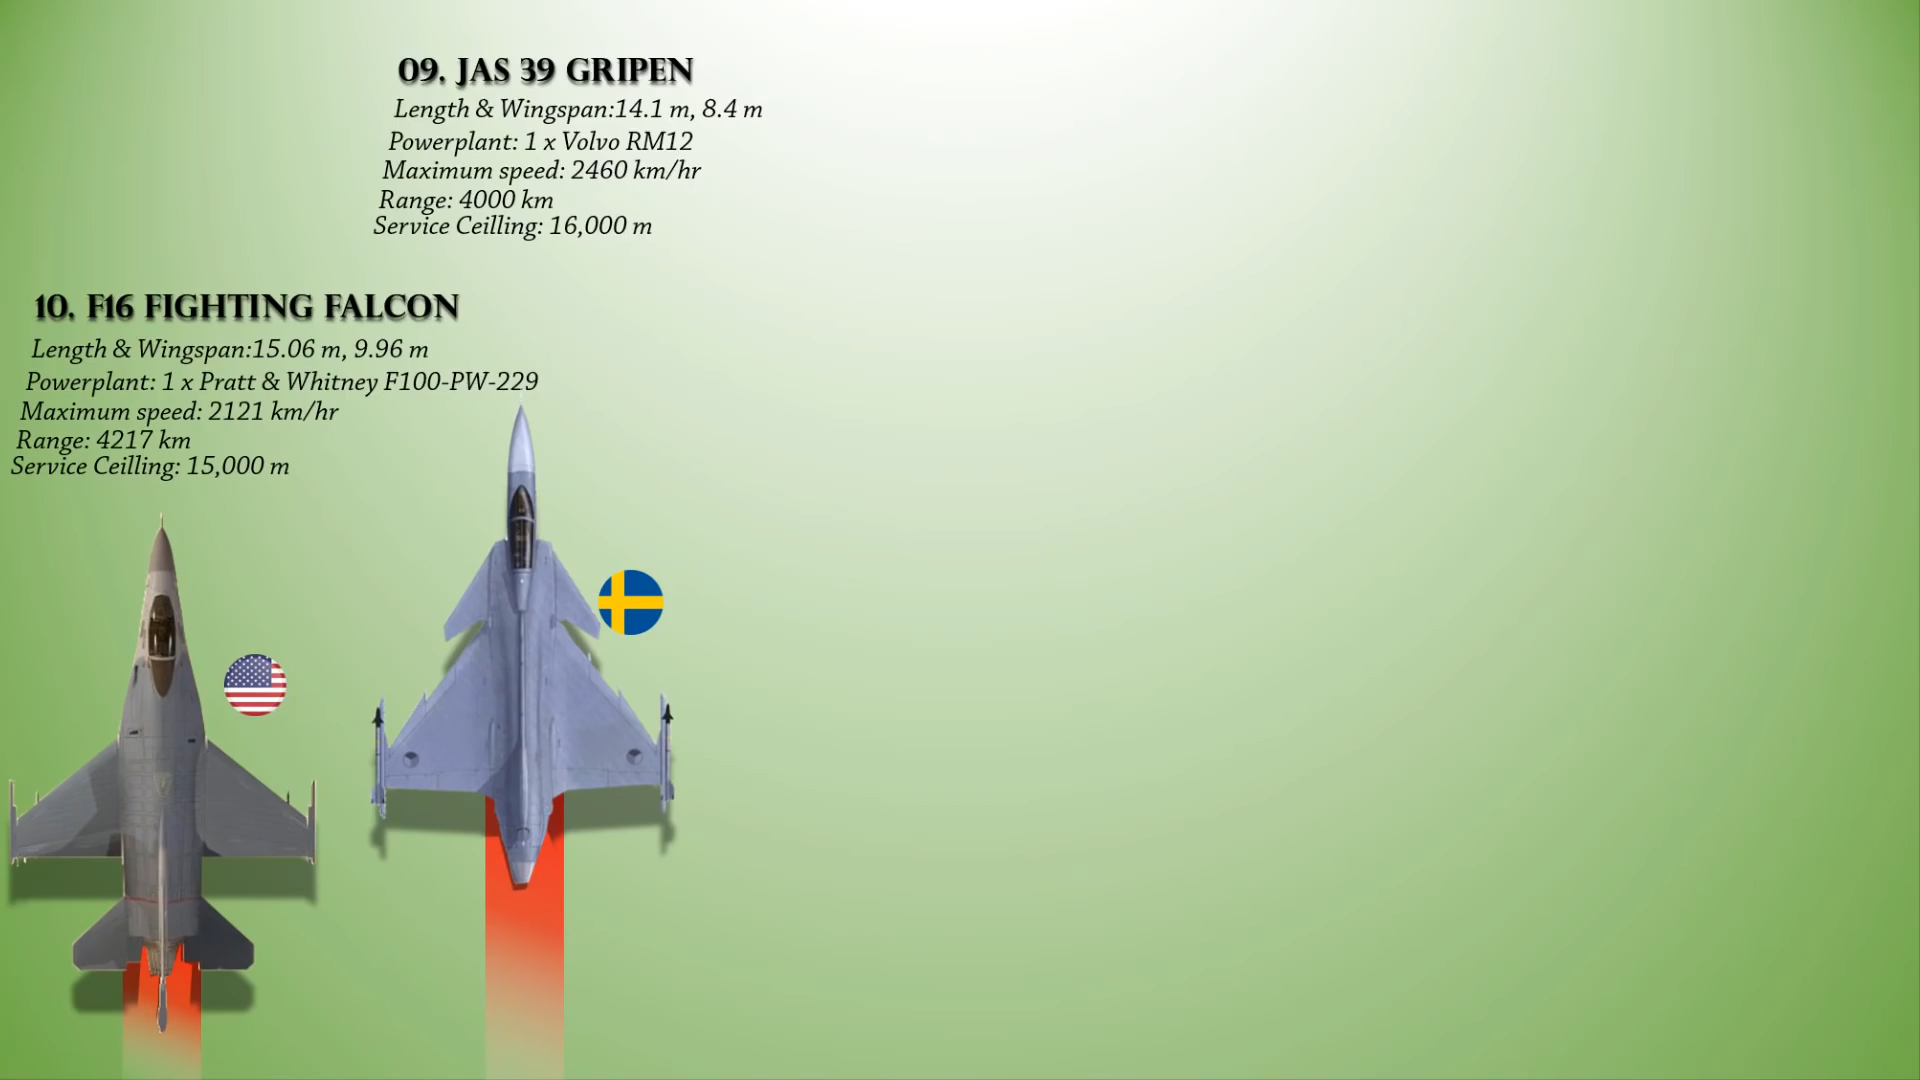 09. JAS 39 GRIPEN
Length & Wingspan:14.1 m, 8.4 m
Powerplant: 1 x Volvo RM12
Maximum speed: 2460 km/hr
Range: 4000 km
Service Ceilling: 16,000 m
10. F16 FIGHTING FALCON
Length & Wingspan:15.06 m, 9.96 m
Powerplant: 1 x Pratt & Whitney F100-PW-229
Maximum speed: 2121 km/hr
Range: 4217 km
Service Ceilling: 15,000 m